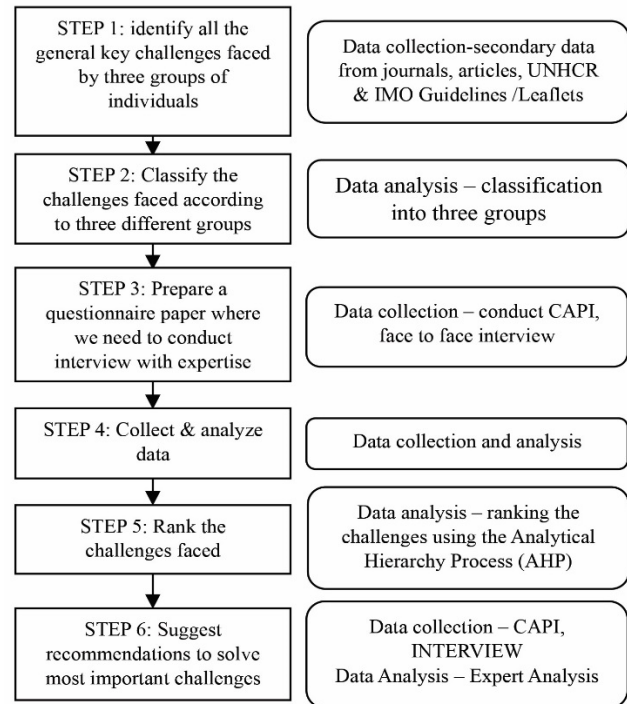 STEP 1: identify all the
general key challenges faced
by three groups of
individuals
Data collection-secondary data
from journals, articles, UNHCR
& IMO Guidelines /Leaflets
STEP 2: Classify the
challenges faced according
to three different groups
Data analysis – classification
into three groups
STEP 3: Prepare a
questionnaire paper where
we need to conduct
interview with expertise
Data collection – conduct CAPI,
face to face interview
STEP 4: Collect & analyze
data
Data collection and analysis
STEP 5: Rank the
challenges faced
Data analysis – ranking the
challenges using the Analytical
Hierarchy Process (AHP)
STEP 6: Suggest
recommendations to solve
most important challenges
Data collection – CAPI,
INTERVIEW
Data Analysis – Expert Analysis